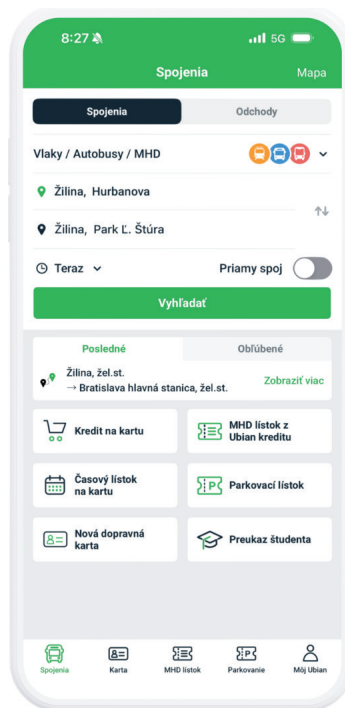 8:27
5G
Spojenia
Mapa
Spojenia
Odchody
Vlaky / Autobusy / MHD
Žilina, Hurbanova
Žilina, Park Ľ. Štúra
Teraz
Priamy spoj
Vyhľadať
Posledné
Obľúbené
Žilina, žel.st.
→ Bratislava hlavná stanica, žel.st.
Zobraziť viac
Kredit na kartu
MHD lístok z
Ubian kreditu
Časový lístok
na kartu
P
Parkovací lístok
Nová dopravná
karta
Preukaz študenta
Spojenia
Karta
MHD lístok
P
Parkovanie
Môj Ubian